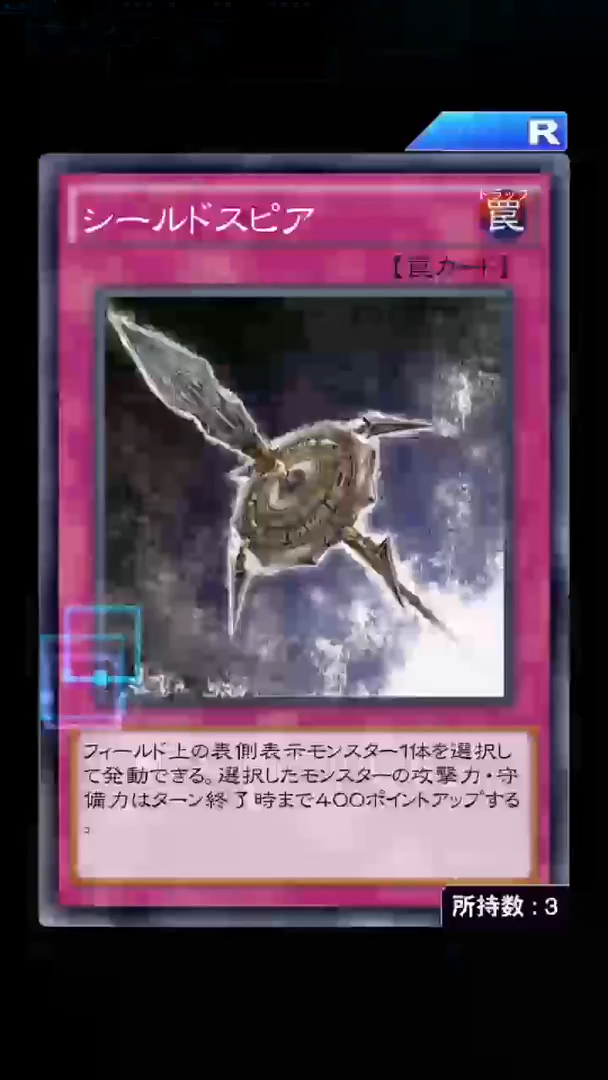 R
シールドスピア
トラップ
罠
【罠カード】
フィールド上の表側表示モンスター1体を選択し
て発動できる。選択したモンスターの攻撃力・守
備力はターン終了時まで400ポイントアップする
。
所持数：3